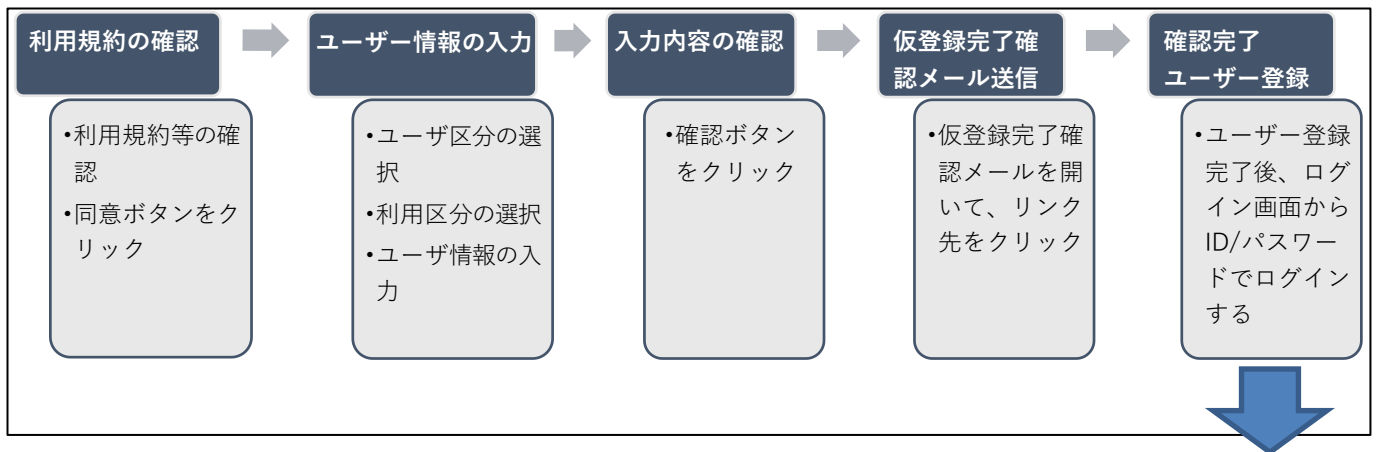 利用規約の確認
ユーザー情報の入力
入力内容の確認
仮登録完了確
認メール送信
確認完了
ユーザー登録
•利用規約等の確
認
•同意ボタンをク
リック
•ユーザ区分の選
択
•利用区分の選択
•ユーザ情報の入
力
•確認ボタン
をクリック
•仮登録完了確
認メールを開
いて、リンク
先をクリック
•ユーザー登録
完了後、ログ
イン画面から
ID/パスワー
ドでログイン
する